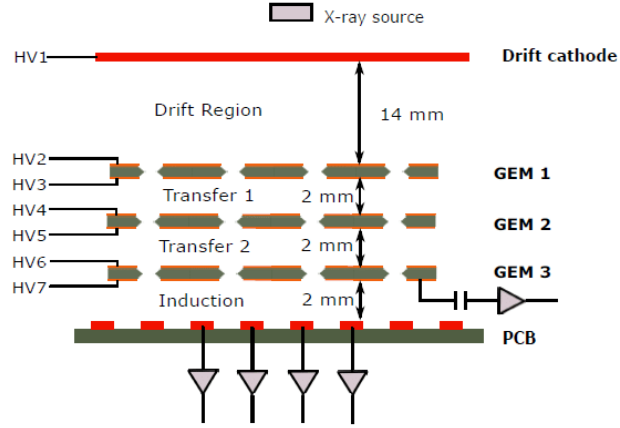 X-ray source
HV1
Drift cathode
Drift Region
14 mm
HV2
HV3
GEM 1
Transfer 1
2 mm
HV4
HV5
GEM 2
Transfer 2
2 mm
HV6
HV7
GEM 3
Induction
2 mm
PCB